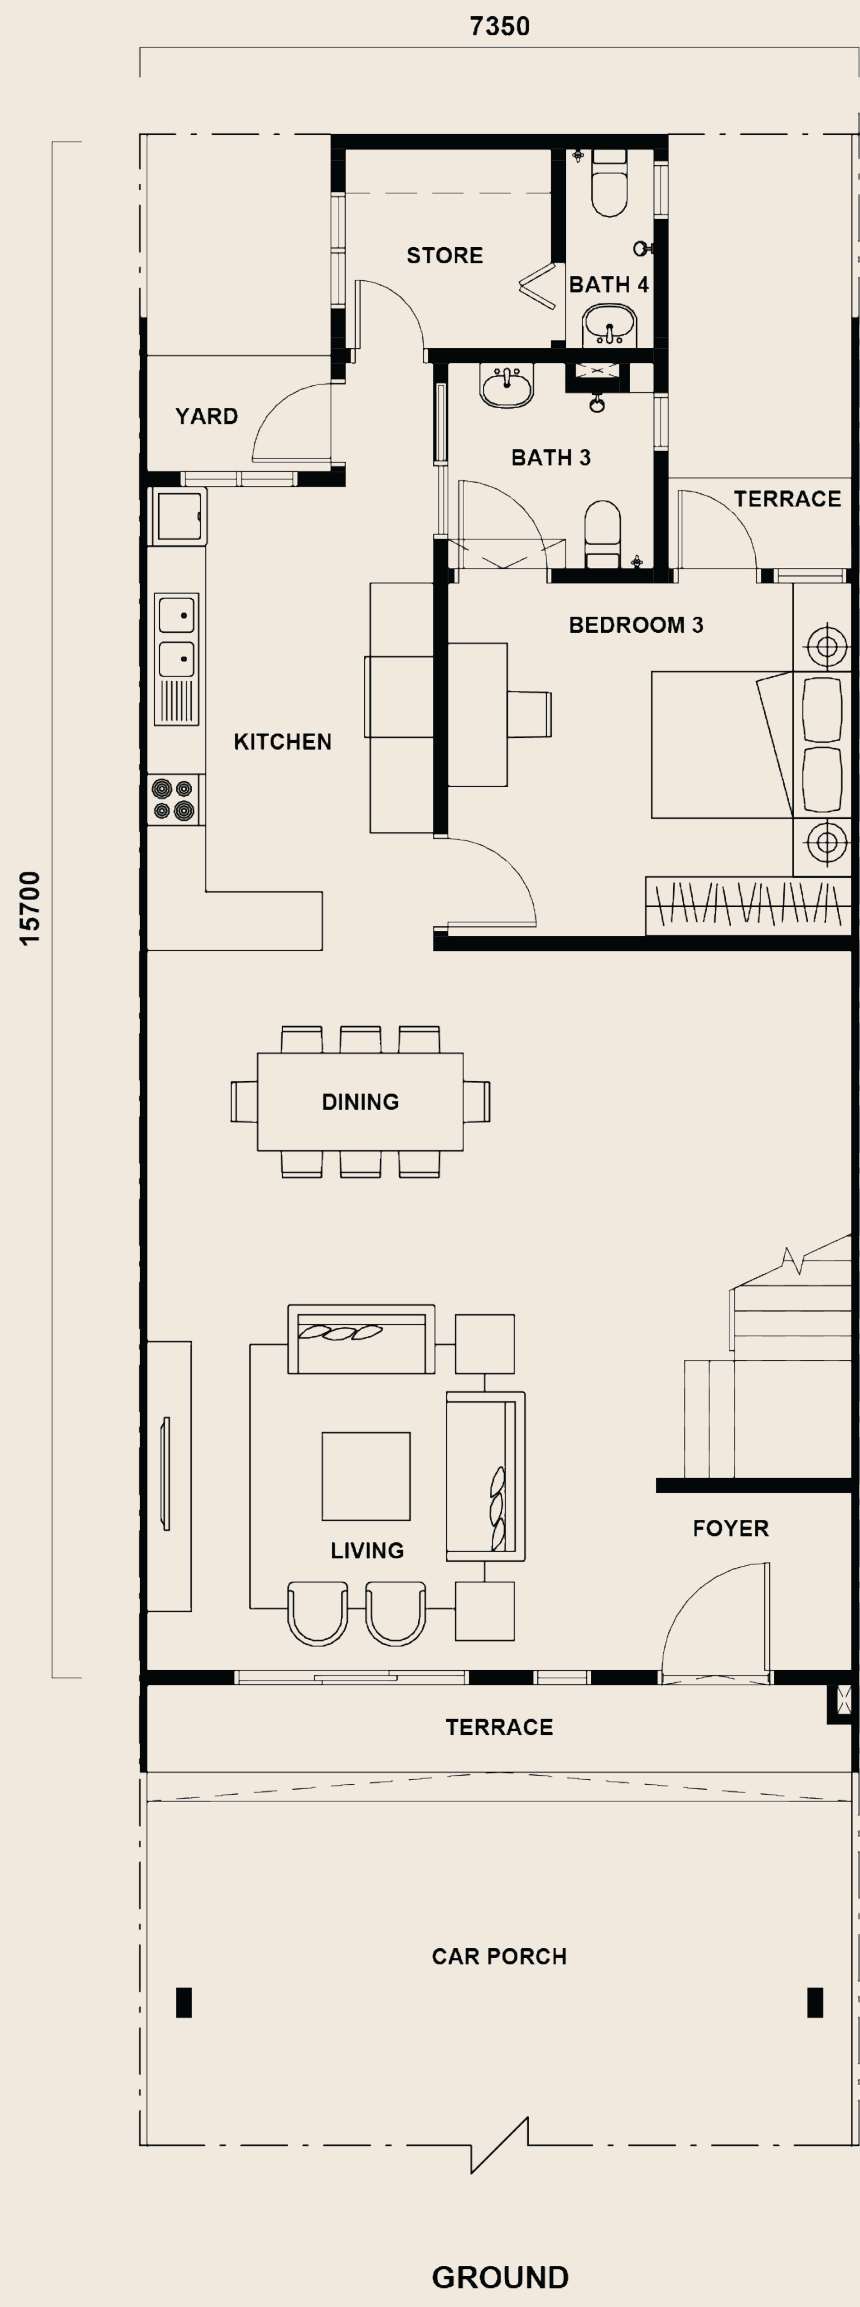 7350
STORE
BATH 4
YARD
BATH 3
TERRACE
BEDROOM 3
KITCHEN
15700
DINING
FOYER
LIVING
TERRACE
CAR PORCH
GROUND